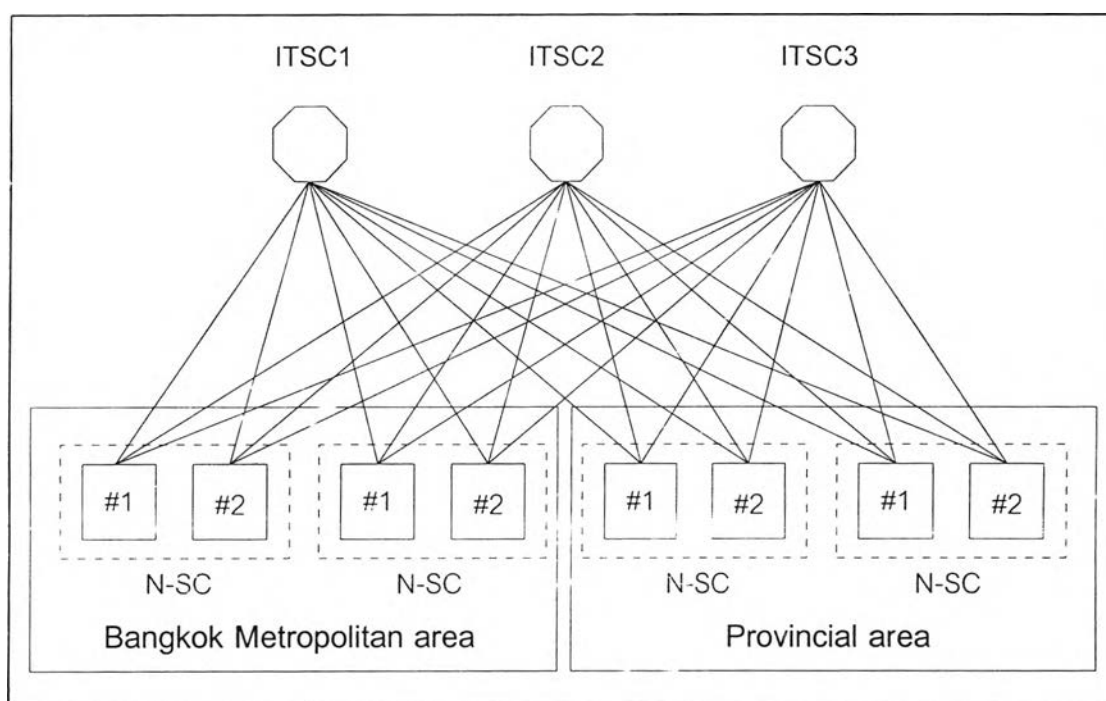 ITSC1 ITSC2 ITSC3
#1 #2 #1 #2 #1 #2 #1 #2
N-SC N-SC N-SC N-SC
Bangkok Metropolitan area Provincial area